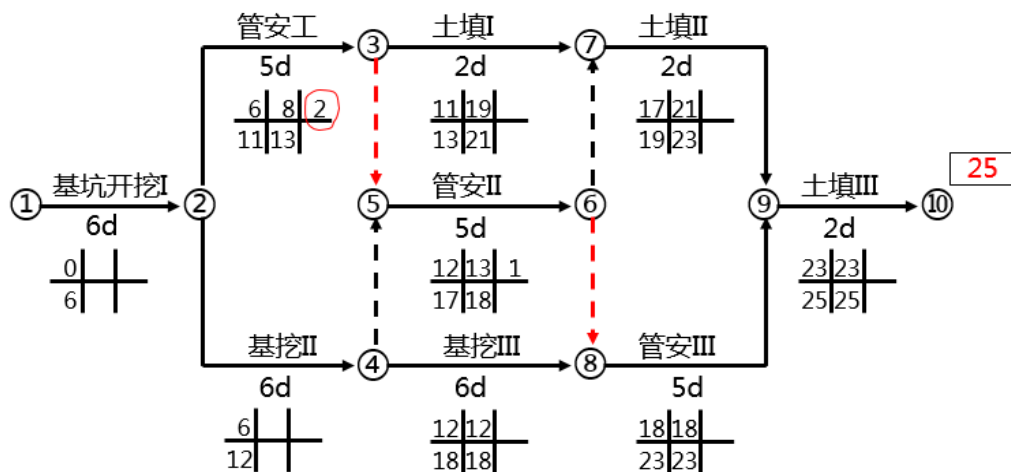 管安工 ③ 土填Ⅰ ⑦ 土填Ⅱ
5d 2d 2d
6 8 2 11 19 17 21
11 13 13 21 19 23
25
① 基坑开挖Ⅰ ② ⑤ 管安Ⅱ ⑥ ⑨ 土填Ⅲ ⑩
6d 5d 2d
0 12 13 1 23 23
6 17 18 25 25
基挖Ⅱ ④ 基挖Ⅲ ⑧ 管安Ⅲ
6d 6d 5d
6 12 12 18 18
12 18 18 23 23